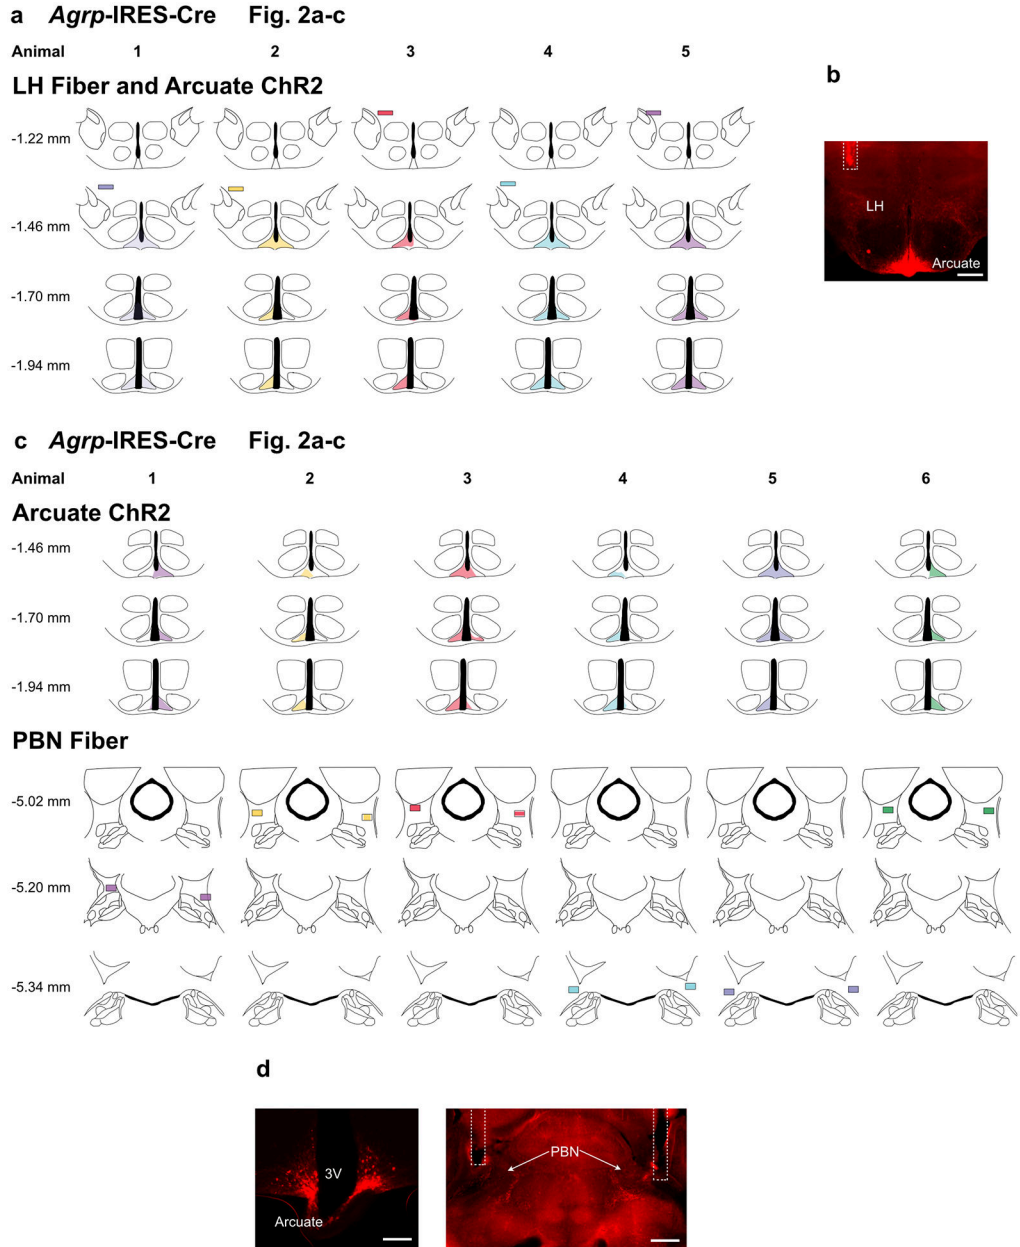 a Agrp-IRES-Cre Fig. 2a-c
Animal 1 2 3 4 5
LH Fiber and Arcuate ChR2
-1.22 mm
-1.46 mm
-1.70 mm
-1.94 mm
b
LH
Arcuate
c Agrp-IRES-Cre Fig. 2a-c
Animal 1 2 3 4 5 6
Arcuate ChR2
-1.46 mm
-1.70 mm
-1.94 mm
PBN Fiber
-5.02 mm
-5.20 mm
-5.34 mm
d
3V
Arcuate
PBN